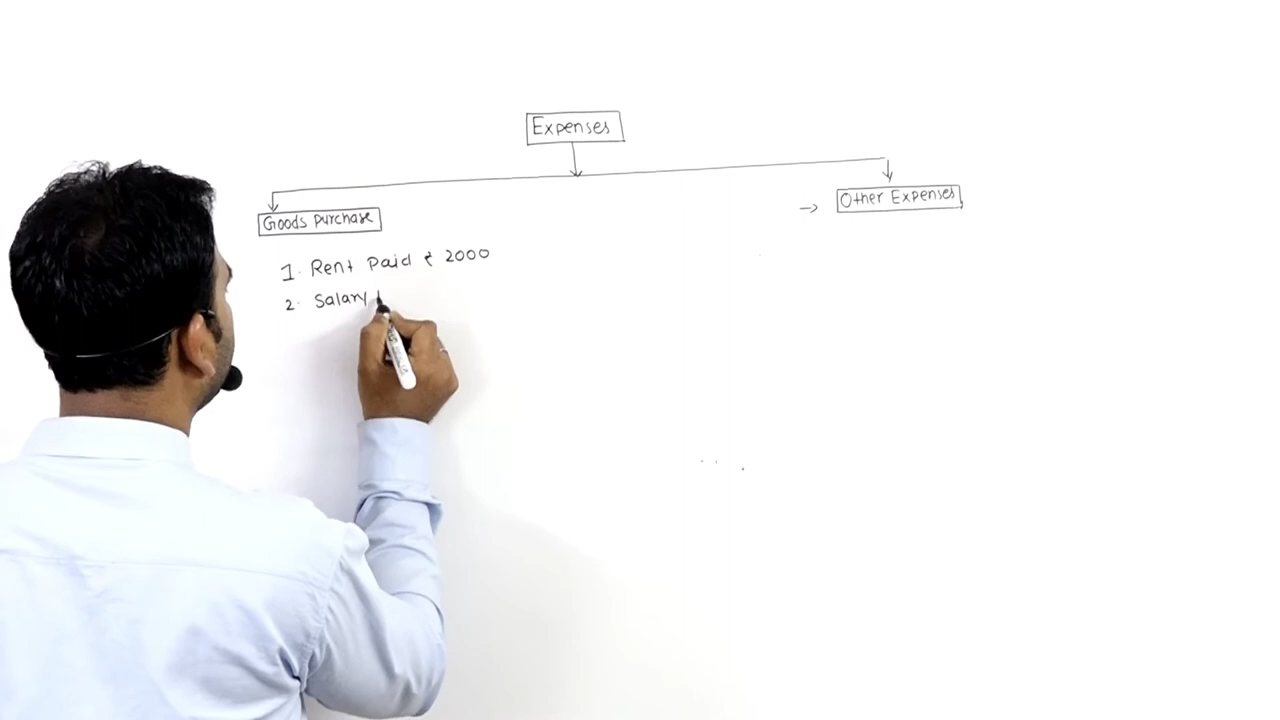 Expenses
Goods Purchase
→ Other Expenses
1. Rent Paid ₹ 2000
2. Salary